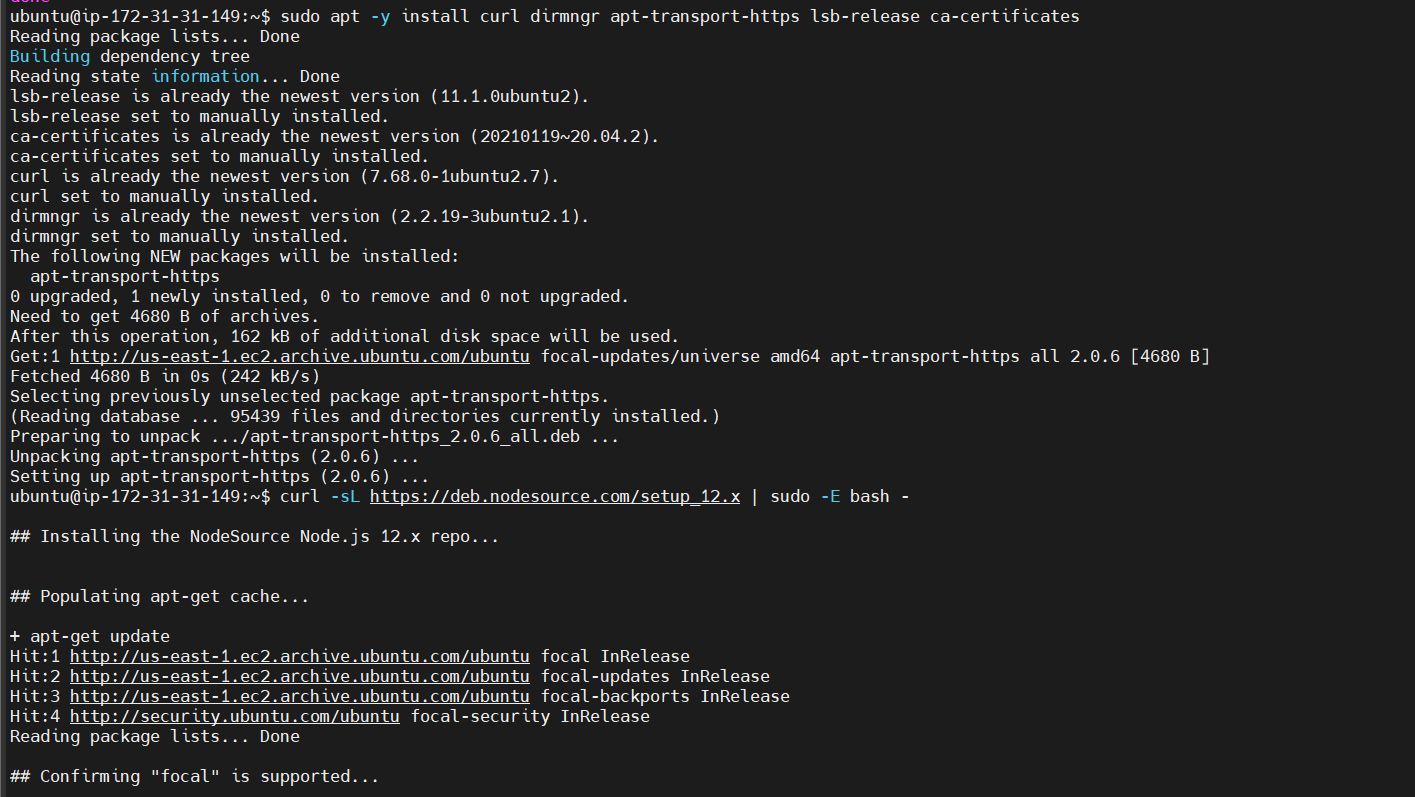 done
ubuntu@ip-172-31-31-149:~$ sudo apt -y install curl dirmngr apt-transport-https lsb-release ca-certificates
Reading package lists... Done
Building dependency tree
Reading state information... Done
lsb-release is already the newest version (11.1.0ubuntu2).
lsb-release set to manually installed.
ca-certificates is already the newest version (20210119~20.04.2).
ca-certificates set to manually installed.
curl is already the newest version (7.68.0-1ubuntu2.7).
curl set to manually installed.
dirmngr is already the newest version (2.2.19-3ubuntu2.1).
dirmngr set to manually installed.
The following NEW packages will be installed:
  apt-transport-https
0 upgraded, 1 newly installed, 0 to remove and 0 not upgraded.
Need to get 4680 B of archives.
After this operation, 162 kB of additional disk space will be used.
Get:1 http://us-east-1.ec2.archive.ubuntu.com/ubuntu focal-updates/universe amd64 apt-transport-https all 2.0.6 [4680 B]
Fetched 4680 B in 0s (242 kB/s)
Selecting previously unselected package apt-transport-https.
(Reading database ... 95439 files and directories currently installed.)
Preparing to unpack .../apt-transport-https_2.0.6_all.deb ...
Unpacking apt-transport-https (2.0.6) ...
Setting up apt-transport-https (2.0.6) ...
ubuntu@ip-172-31-31-149:~$ curl -sL https://deb.nodesource.com/setup_12.x | sudo -E bash -
## Installing the NodeSource Node.js 12.x repo...
## Populating apt-get cache...
+ apt-get update
Hit:1 http://us-east-1.ec2.archive.ubuntu.com/ubuntu focal InRelease
Hit:2 http://us-east-1.ec2.archive.ubuntu.com/ubuntu focal-updates InRelease
Hit:3 http://us-east-1.ec2.archive.ubuntu.com/ubuntu focal-backports InRelease
Hit:4 http://security.ubuntu.com/ubuntu focal-security InRelease
Reading package lists... Done
## Confirming "focal" is supported...